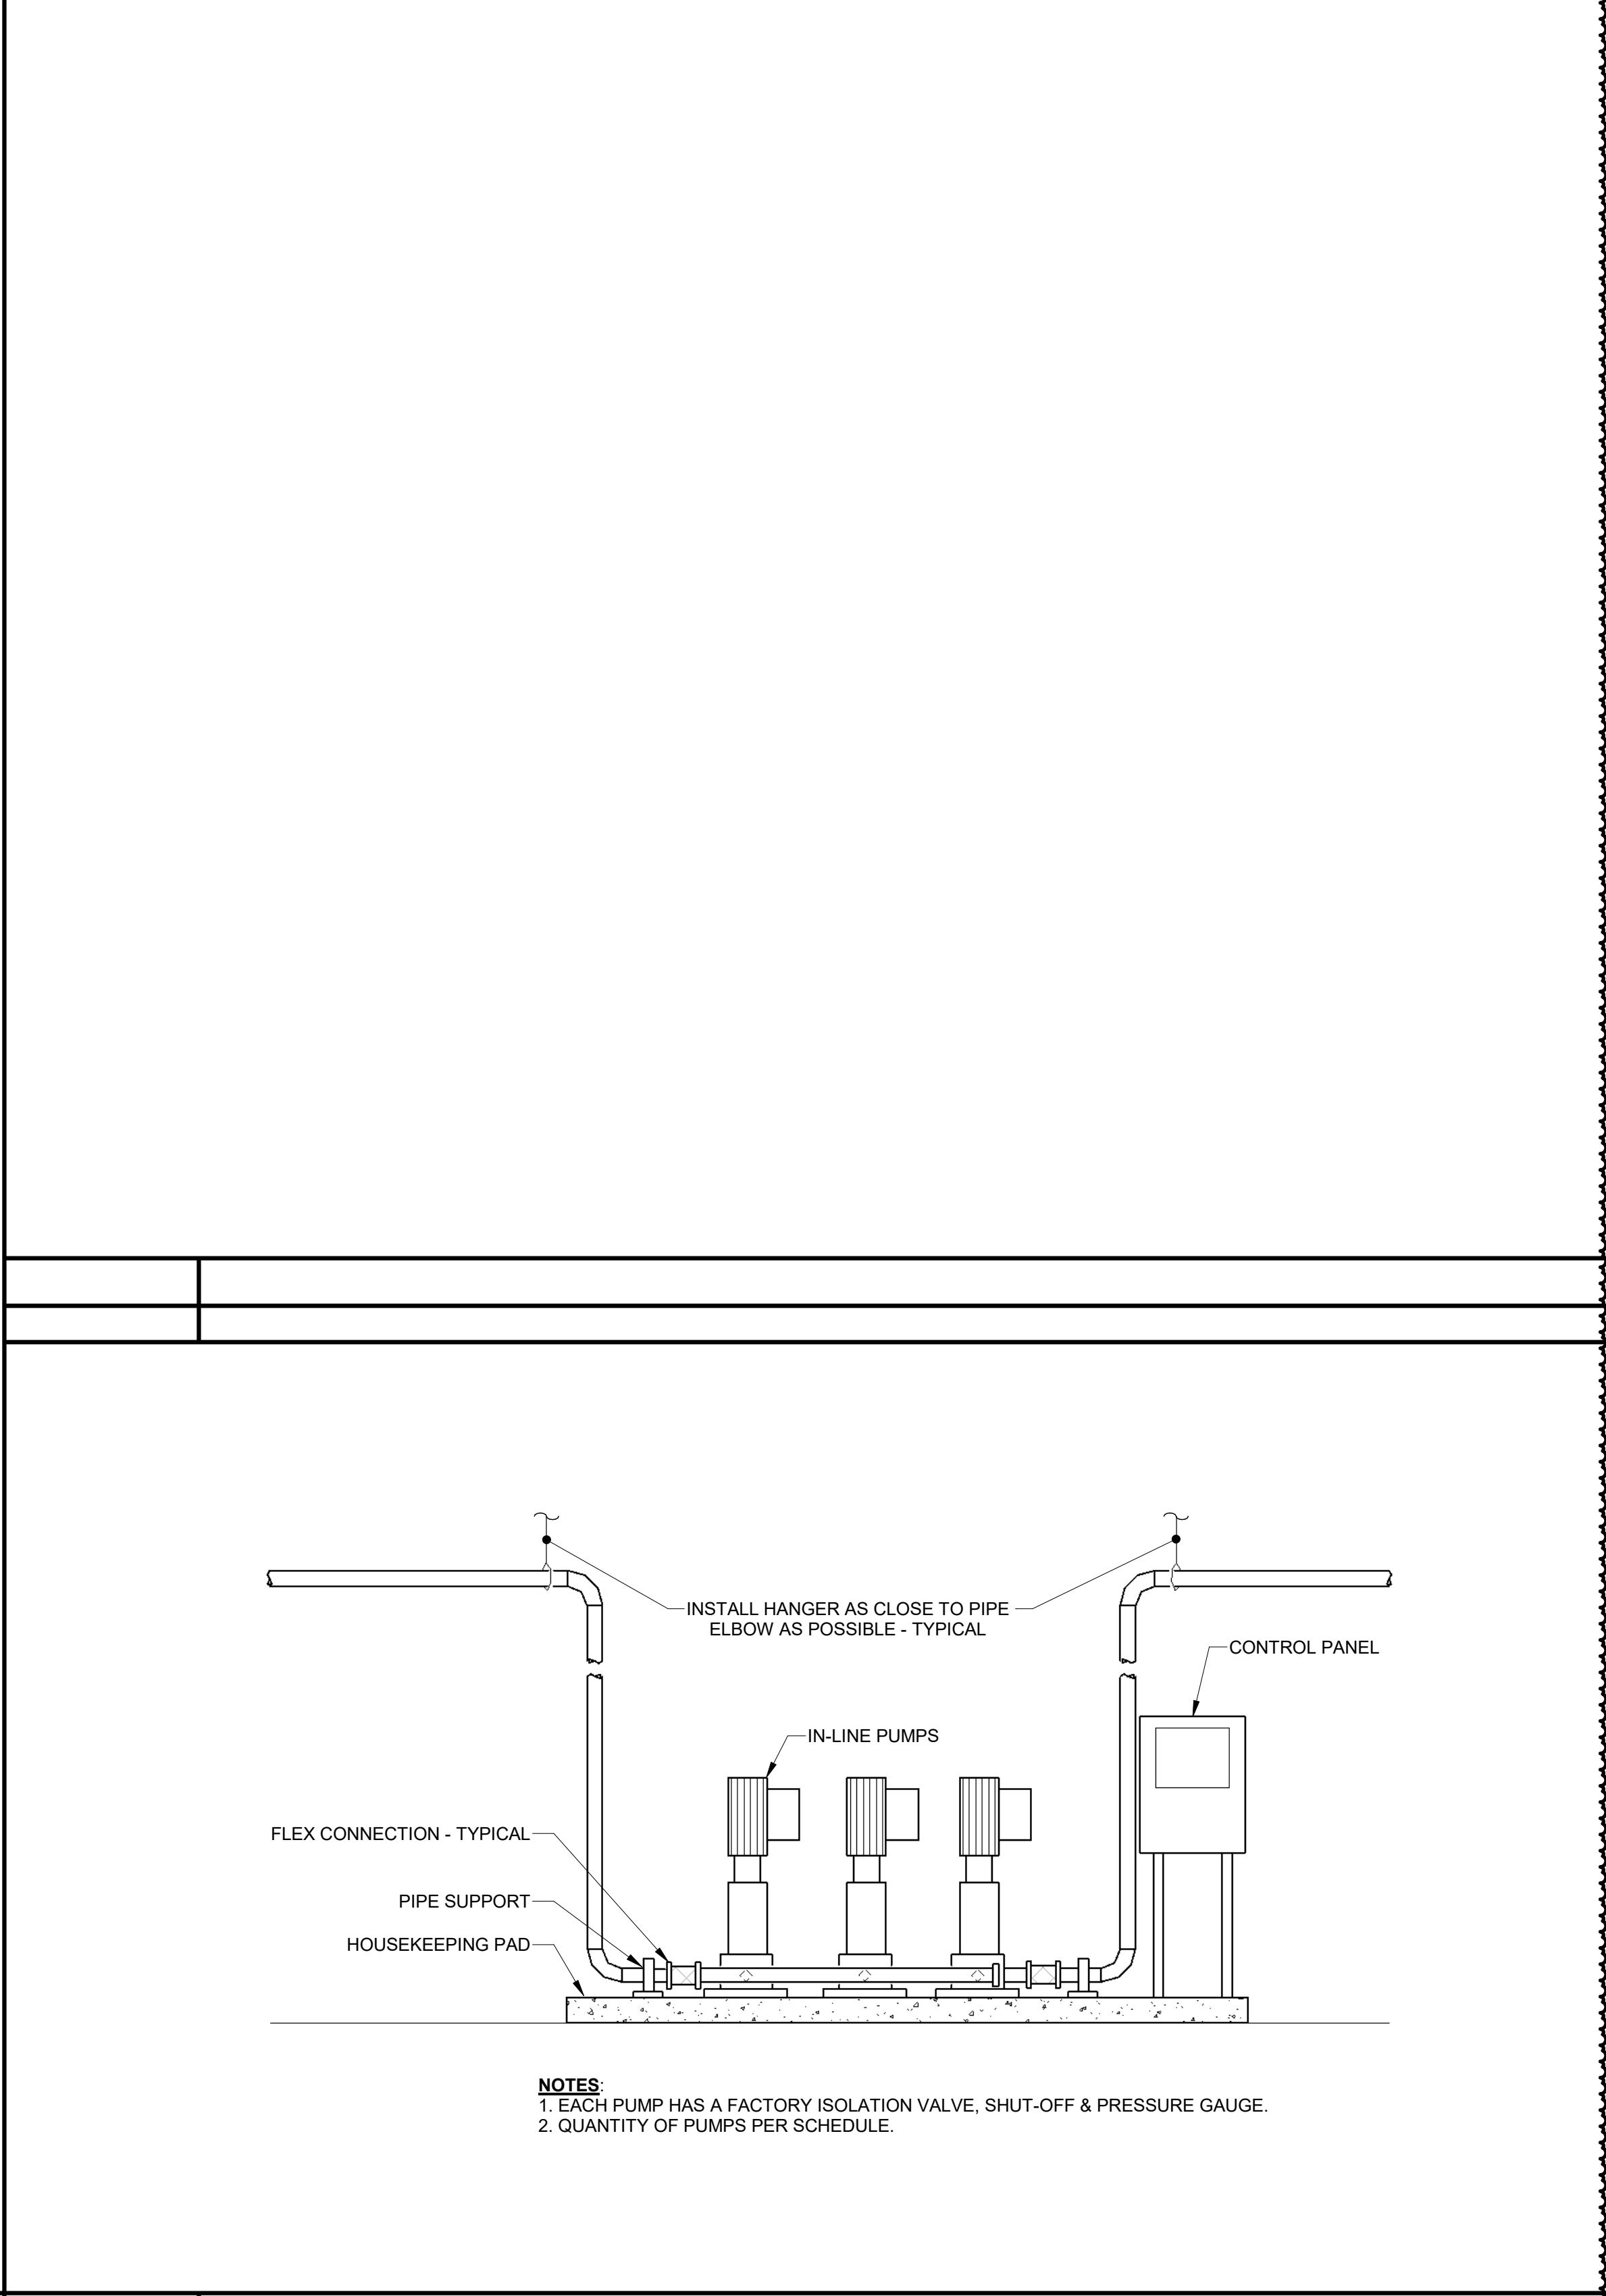 INSTALL HANGER AS CLOSE TO PIPE
ELBOW AS POSSIBLE - TYPICAL
CONTROL PANEL
IN-LINE PUMPS
FLEX CONNECTION - TYPICAL
PIPE SUPPORT
HOUSEKEEPING PAD
NOTES:
1. EACH PUMP HAS A FACTORY ISOLATION VALVE, SHUT-OFF & PRESSURE GAUGE.
2. QUANTITY OF PUMPS PER SCHEDULE.